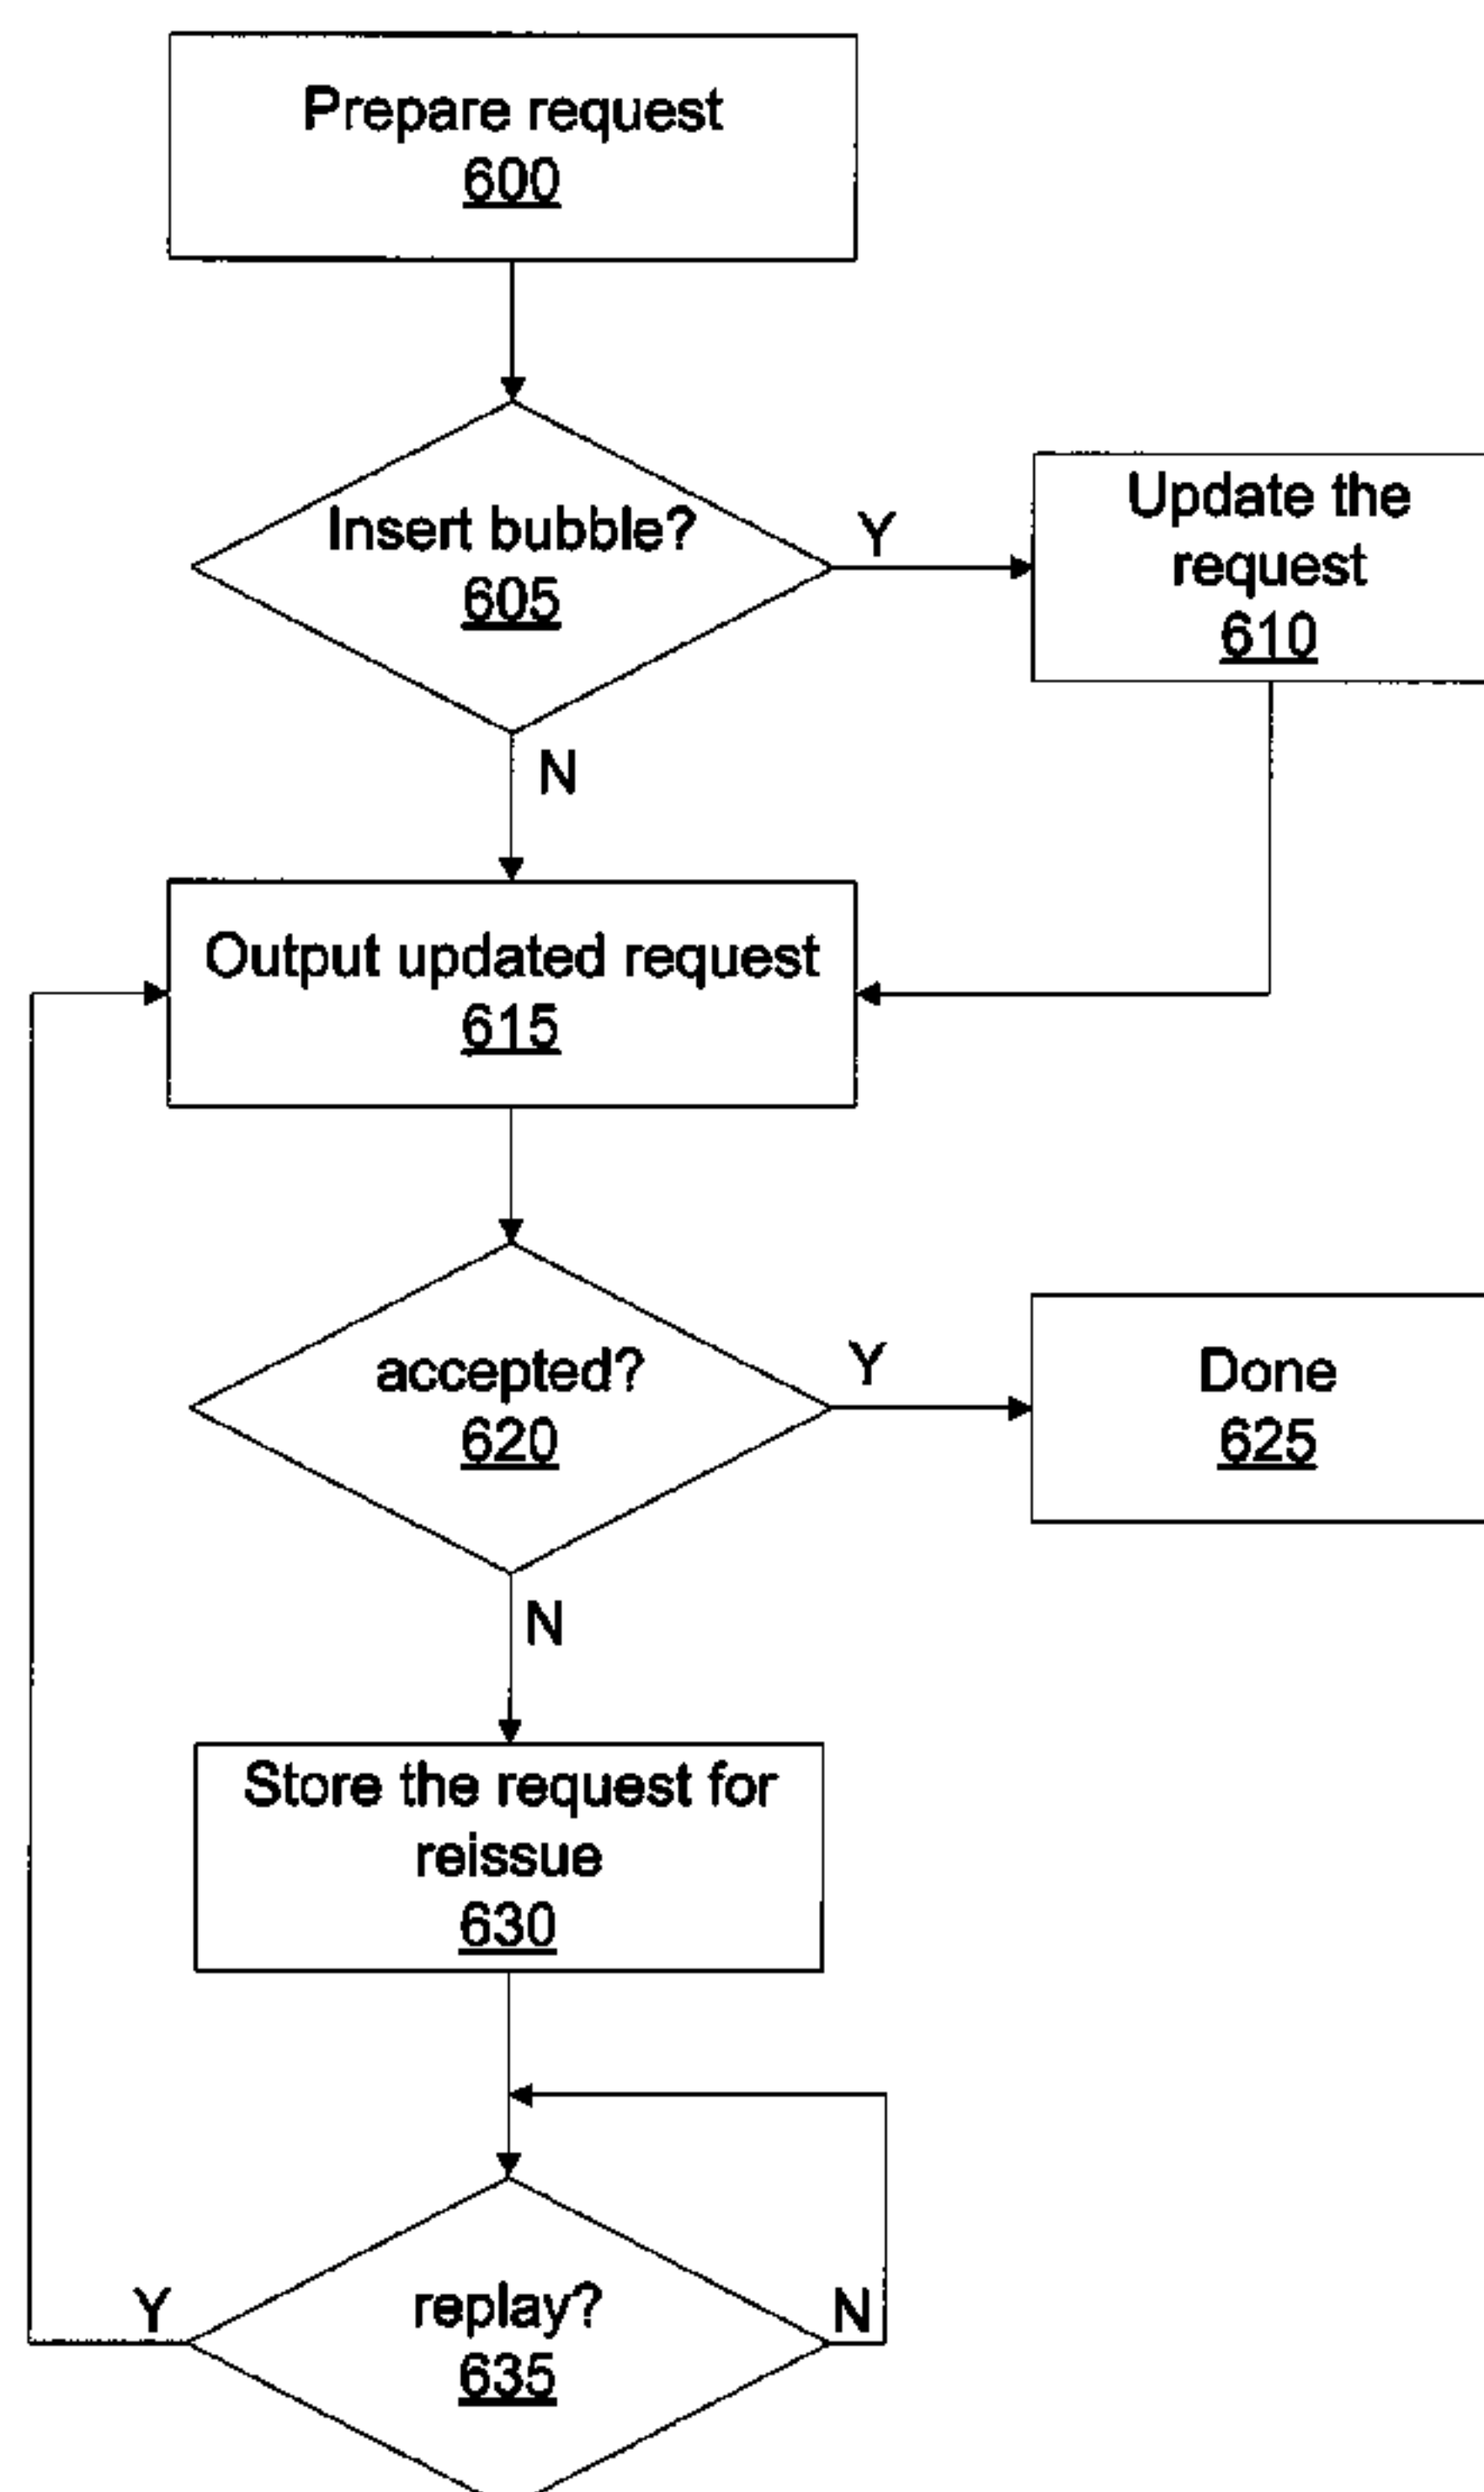 Prepare request
600
Insert bubble?
605
Y
Update the
request
610
N
Output updated request
615
accepted?
620
Y
Done
625
N
Store the request for
reissue
630
replay?
635
Y
N